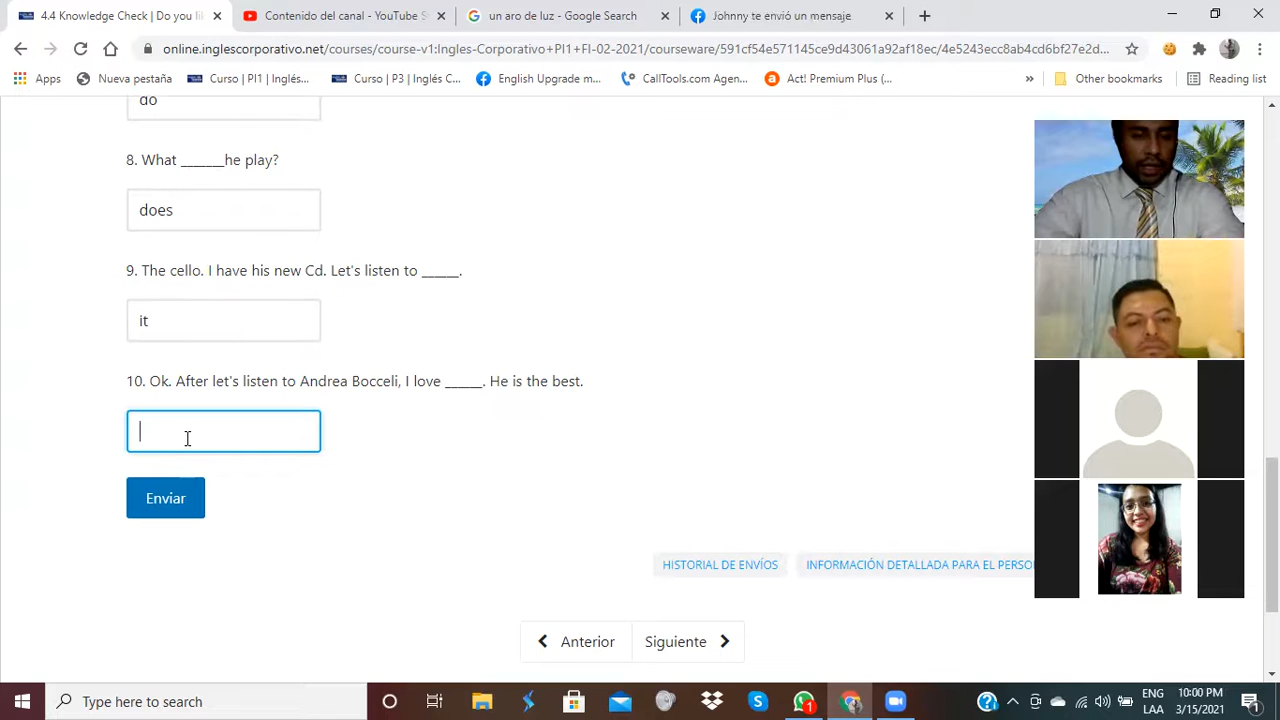 4.4 Knowledge Check | Do you li
Contenido del canal - YouTube S
un aro de luz - Google Search
Johnny te envió un mensaje
online.inglescorporativo.net/courses/course-v1:Ingles-Corporativo+PI1+FI-02-2021/courseware/591cf54e571145ce9d43061a92af18ec/4e5243ecc8ab4cd6bf27e2d...
Apps
Nueva pestaña
Curso | PI1 | Inglés...
Curso | P3 | Inglés C...
English Upgrade m...
CallTools.com Agen...
Act! Premium Plus (...
»
Other bookmarks
Reading list
do
8. What _______he play?
does
9. The cello. I have his new Cd. Let's listen to ______.
it
10. Ok. After let's listen to Andrea Bocceli, I love ______. He is the best.
Enviar
HISTORIAL DE ENVÍOS
INFORMACIÓN DETALLADA PARA EL PERSO
Anterior
Siguiente
Type here to search
1
ENG
LAA
10:00 PM
3/15/2021
1